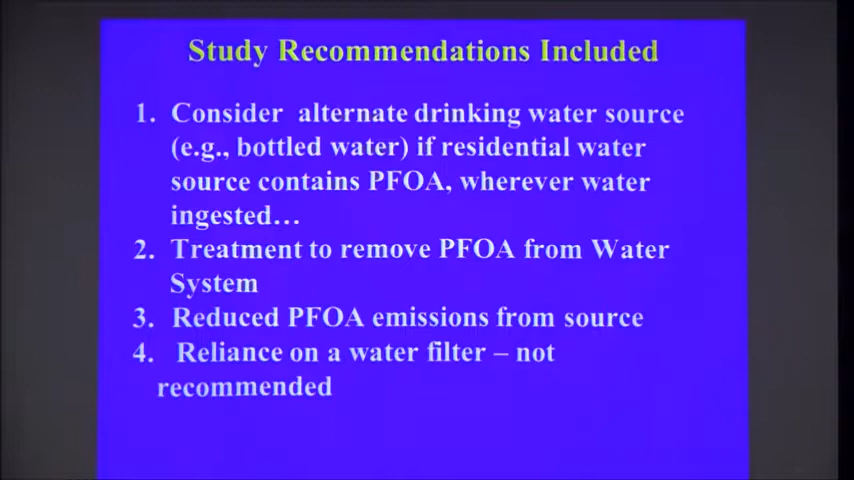 Study Recommendations Included
1. Consider alternate drinking water source
(e.g., bottled water) if residential water
source contains PFOA, wherever water
ingested…
2. Treatment to remove PFOA from Water
System
3. Reduced PFOA emissions from source
4. Reliance on a water filter – not
recommended